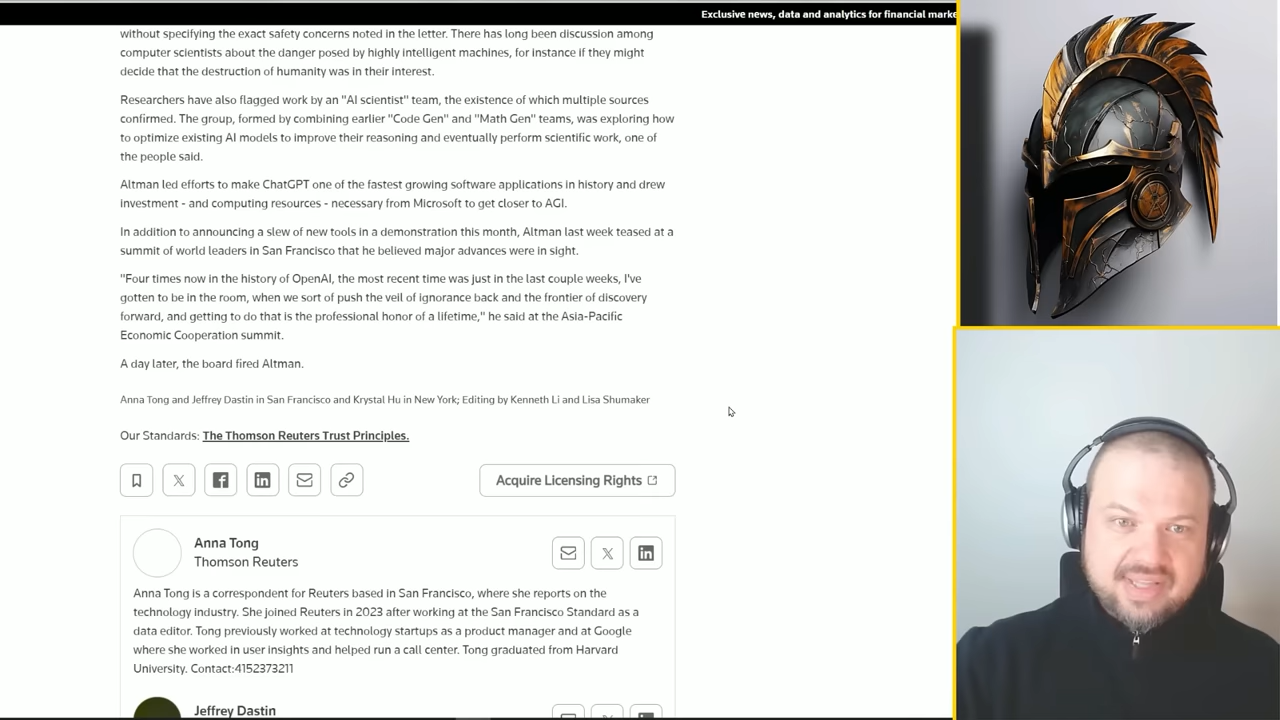 Exclusive news, data and analytics for financial marke
without specifying the exact safety concerns noted in the letter. There has long been discussion among
computer scientists about the danger posed by highly intelligent machines, for instance if they might
decide that the destruction of humanity was in their interest.
Researchers have also flagged work by an "AI scientist" team, the existence of which multiple sources
confirmed. The group, formed by combining earlier "Code Gen" and "Math Gen" teams, was exploring how
to optimize existing AI models to improve their reasoning and eventually perform scientific work, one of
the people said.
Altman led efforts to make ChatGPT one of the fastest growing software applications in history and drew
investment - and computing resources - necessary from Microsoft to get closer to AGI.
In addition to announcing a slew of new tools in a demonstration this month, Altman last week teased at a
summit of world leaders in San Francisco that he believed major advances were in sight.
"Four times now in the history of OpenAI, the most recent time was just in the last couple weeks, I've
gotten to be in the room, when we sort of push the veil of ignorance back and the frontier of discovery
forward, and getting to do that is the professional honor of a lifetime," he said at the Asia-Pacific
Economic Cooperation summit.
A day later, the board fired Altman.
Anna Tong and Jeffrey Dastin in San Francisco and Krystal Hu in New York; Editing by Kenneth Li and Lisa Shumaker
Our Standards: The Thomson Reuters Trust Principles.
Acquire Licensing Rights
Anna Tong
Thomson Reuters
Anna Tong is a correspondent for Reuters based in San Francisco, where she reports on the
technology industry. She joined Reuters in 2023 after working at the San Francisco Standard as a
data editor. Tong previously worked at technology startups as a product manager and at Google
where she worked in user insights and helped run a call center. Tong graduated from Harvard
University. Contact:4152373211
Jeffrey Dastin